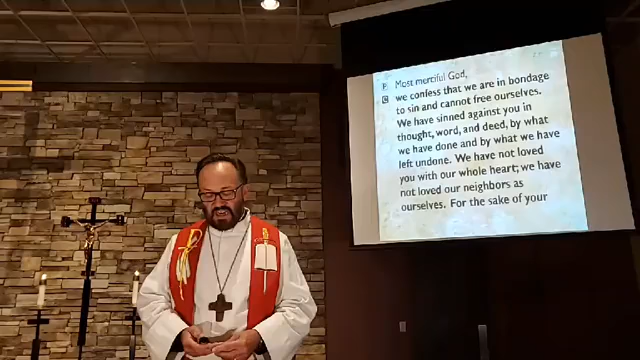 P Most merciful God,
C we confess that we are in bondage
to sin and cannot free ourselves.
We have sinned against you in
thought, word, and deed, by what
we have done and by what we have
left undone. We have not loved
you with our whole heart; we have
not loved our neighbors as
ourselves. For the sake of your